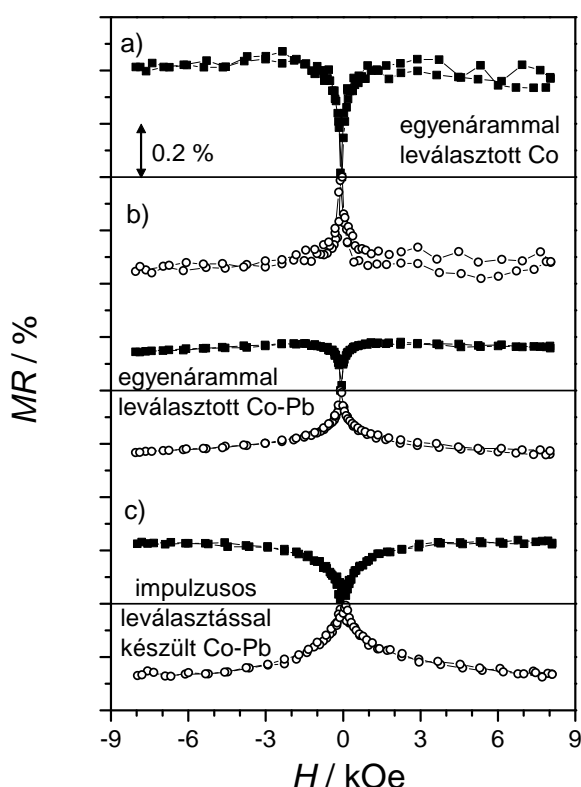 a)
0.2 %
egyenárammal
leválasztott Co
b)
egyenárammal
leválasztott Co-Pb
c)
impulzusos
leválasztással
készült Co-Pb
MR / %
-9 -6 -3 0 3 6 9
H / kOe